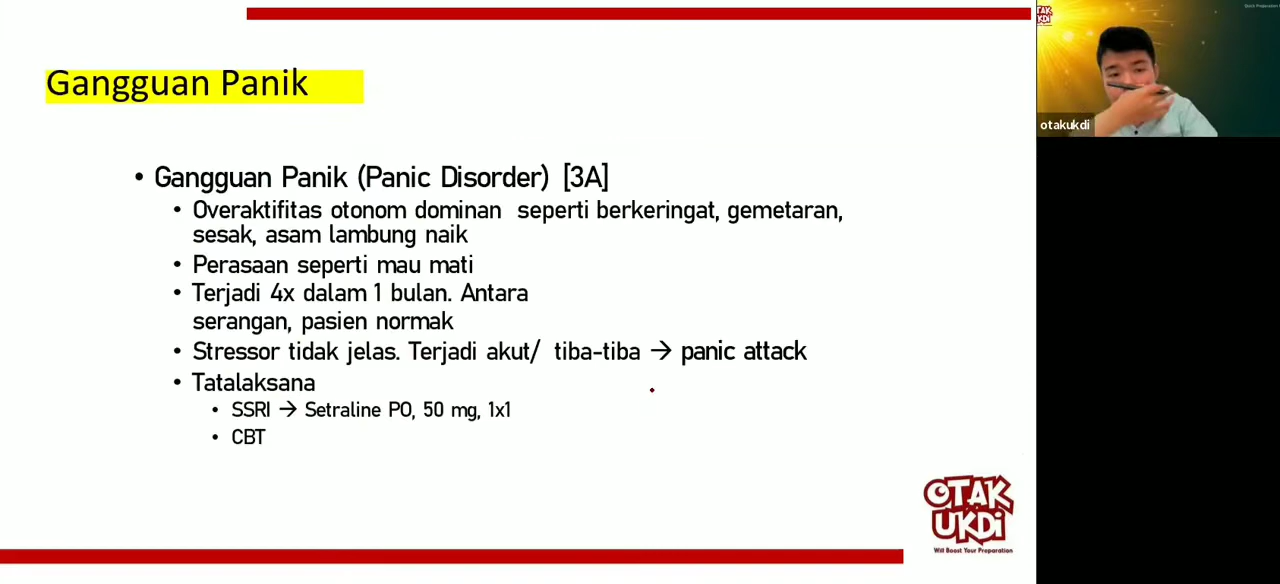 Gangguan Panik
• Gangguan Panik (Panic Disorder) [3A]
• Overaktifitas otonom dominan seperti berkeringat, gemetaran,
sesak, asam lambung naik
• Perasaan seperti mau mati
• Terjadi 4x dalam 1 bulan. Antara
serangan, pasien normak
• Stressor tidak jelas. Terjadi akut/ tiba-tiba → panic attack
• Tatalaksana
• SSRI → Setraline PO, 50 mg, 1x1
• CBT
OTAK
UKDi
Will Boost Your Preparation
TAK
KDi
otakukdi